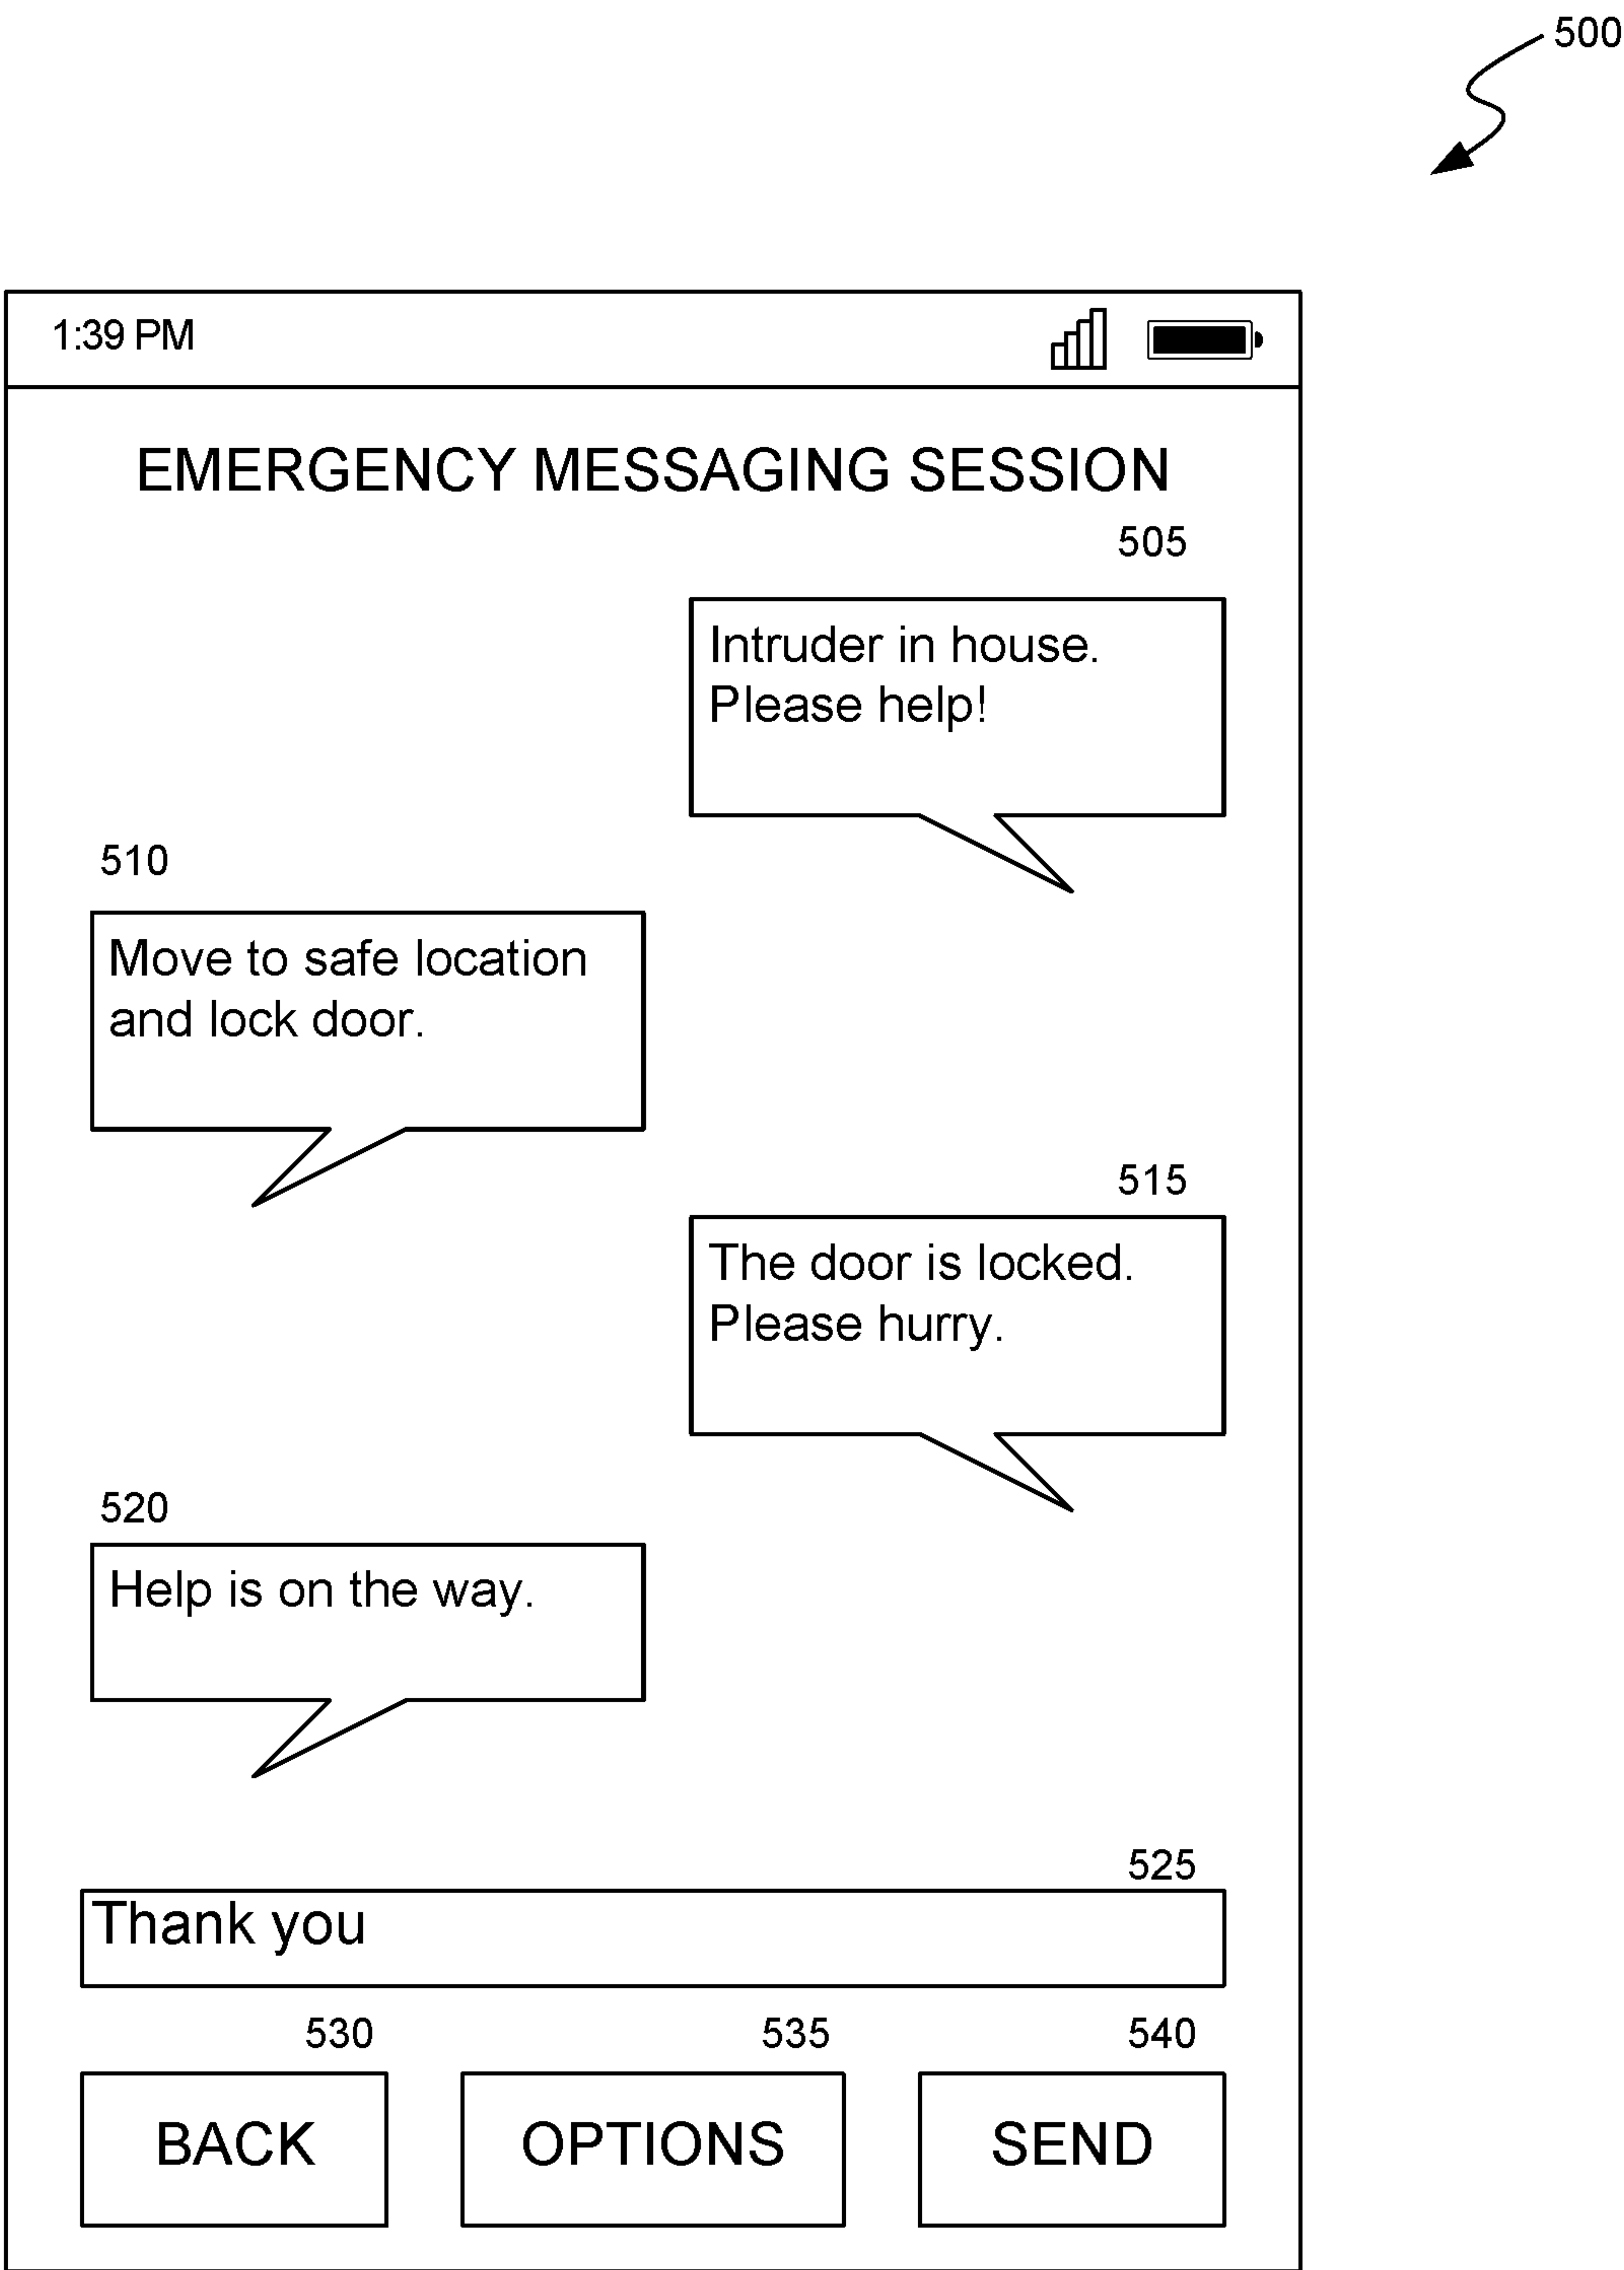 500
1:39 PM
EMERGENCY MESSAGING SESSION
505
Intruder in house.
Please help!
510
Move to safe location
and lock door.
515
The door is locked.
Please hurry.
520
Help is on the way.
525
Thank you
530
535
540
BACK
OPTIONS
SEND